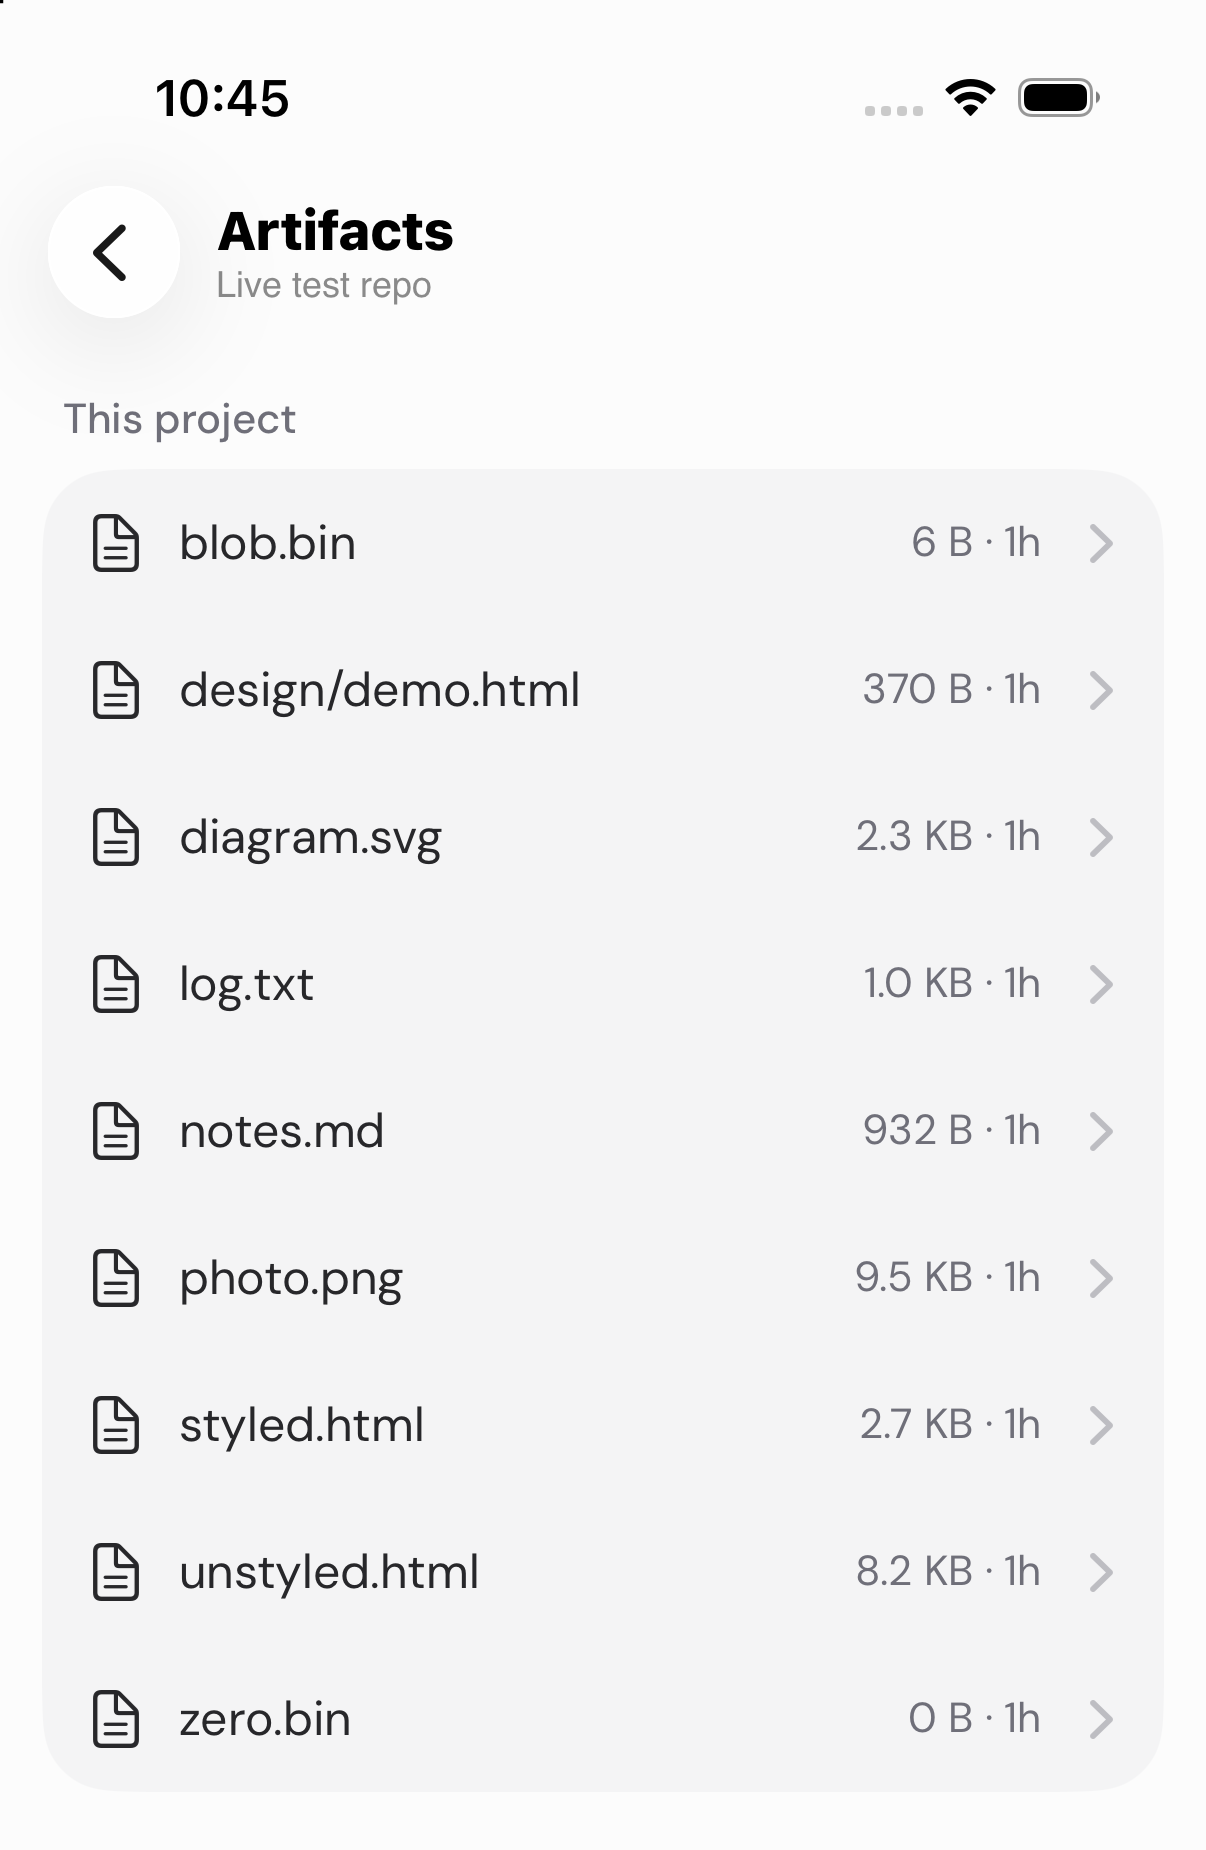 10:45
Artifacts
Live test repo
This project
blob.bin 6 B · 1h
design/demo.html 370 B · 1h
diagram.svg 2.3 KB · 1h
log.txt 1.0 KB · 1h
notes.md 932 B · 1h
photo.png 9.5 KB · 1h
styled.html 2.7 KB · 1h
unstyled.html 8.2 KB · 1h
zero.bin 0 B · 1h